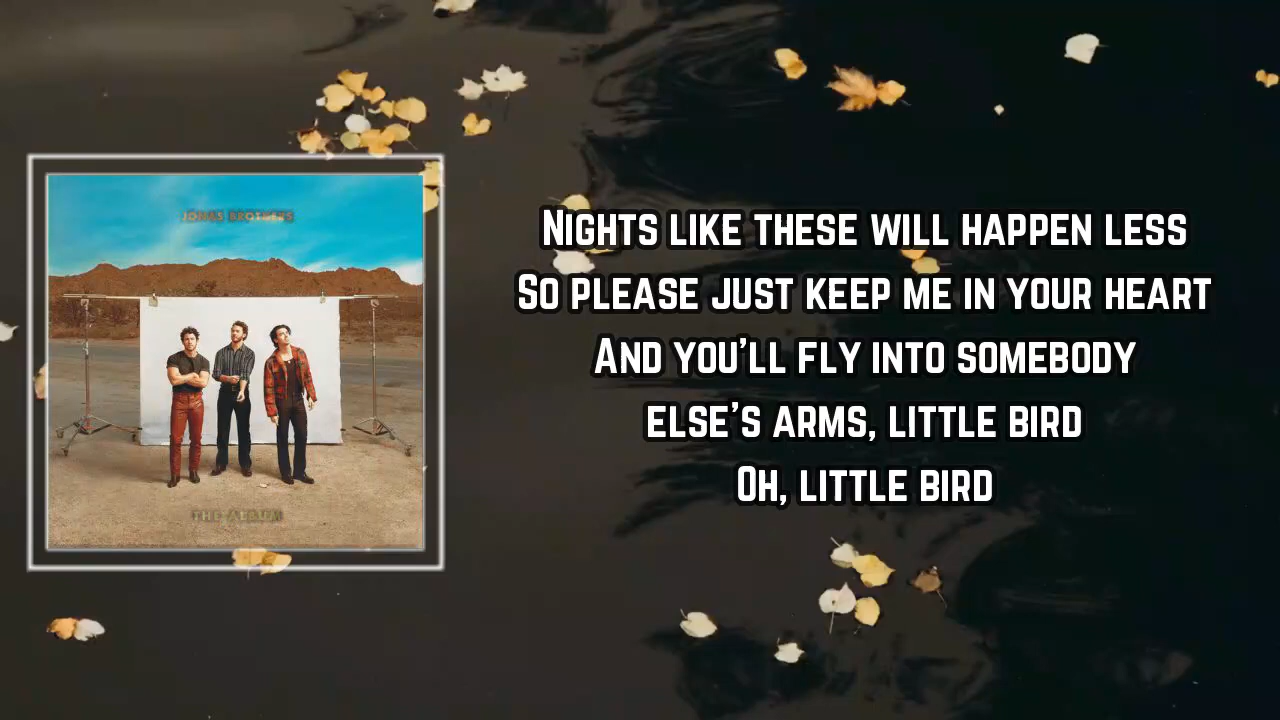 JONAS BROTHERS
THE ALBUM
Nights like these will happen less
So please just keep me in your heart
And you'll fly into somebody
else's arms, little bird
Oh, little bird